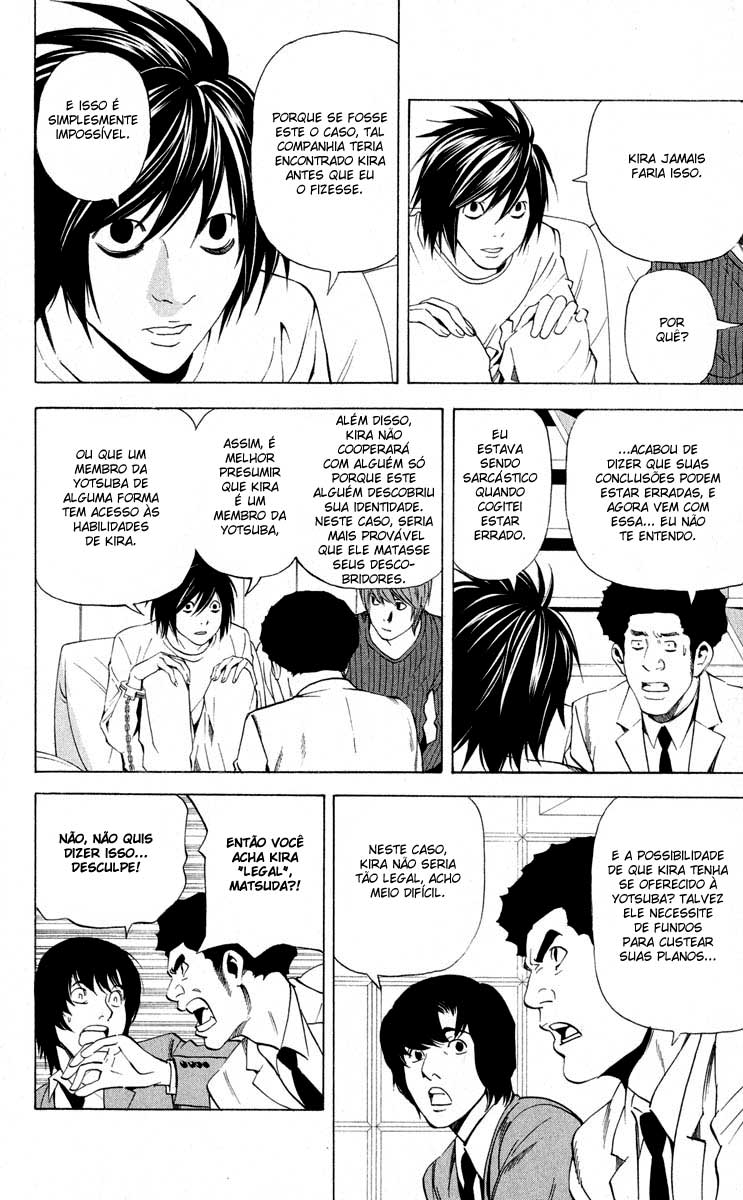 KIRA JAMAIS
FARIA ISSO.
POR
QUÊ?
PORQUE SE FOSSE
ESTE O CASO, TAL
COMPANHIA TERIA
ENCONTRADO KIRA
ANTES QUE EU
O FIZESSE.
E ISSO É
SIMPLESMENTE
IMPOSSÍVEL.
...ACABOU DE
DIZER QUE SUAS
CONCLUSÕES PODEM
ESTAR ERRADAS, E
AGORA VEM COM
ESSA... EU NÃO
TE ENTENDO.
EU
ESTAVA
SENDO
SARCÁSTICO
QUANDO
COGITEI
ESTAR
ERRADO.
ALÉM DISSO,
KIRA NÃO
COOPERARÁ
COM ALGUÉM SÓ
PORQUE ESTE
ALGUÉM DESCOBRIU
SUA IDENTIDADE.
NESTE CASO, SERIA
MAIS PROVÁVEL
QUE ELE MATASSE
SEUS DESCO-
BRIDORES.
ASSIM, É
MELHOR
PRESUMIR
QUE KIRA
É UM
MEMBRO DA
YOTSUBA,
OU QUE UM
MEMBRO DA
YOTSUBA DE
ALGUMA FORMA
TEM ACESSO ÀS
HABILIDADES
DE KIRA.
E A POSSIBILIDADE
DE QUE KIRA TENHA
SE OFERECIDO À
YOTSUBA? TALVEZ
ELE NECESSITE
DE FUNDOS
PARA CUSTEAR
SUAS PLANOS...
NESTE CASO,
KIRA NÃO SERIA
TÃO LEGAL, ACHO
MEIO DIFÍCIL.
ENTÃO VOCÊ
ACHA KIRA
"LEGAL",
MATSUDA?!
NÃO, NÃO QUIS
DIZER ISSO...
DESCULPE!